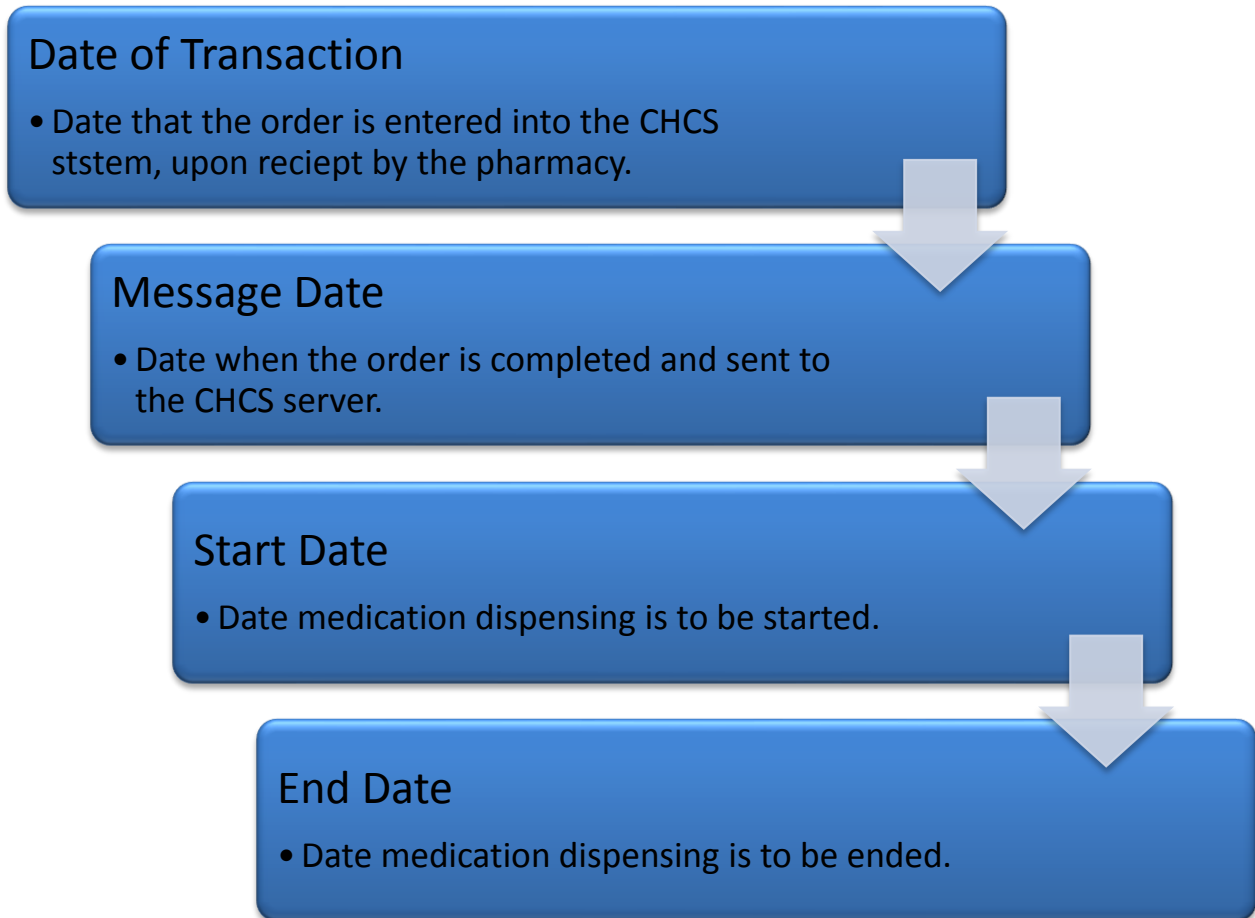 Date of Transaction
• Date that the order is entered into the CHCS
ststem, upon reciept by the pharmacy.
Message Date
• Date when the order is completed and sent to
the CHCS server.
Start Date
• Date medication dispensing is to be started.
End Date
• Date medication dispensing is to be ended.